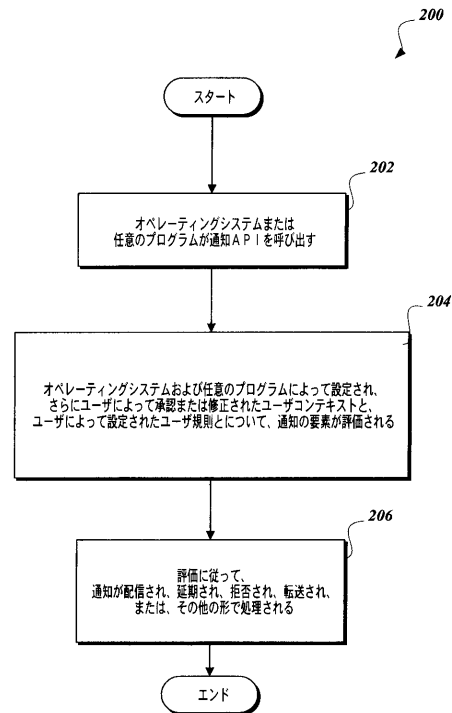 200
スタート
202
オペレーティングシステムまたは
任意のプログラムが通知APIを呼び出す
204
オペレーティングシステムおよび任意のプログラムによって設定され、
さらにユーザによって承認または修正されたユーザコンテキストと、
ユーザによって設定されたユーザ規則とについて、通知の要素が評価される
206
評価に従って、
通知が配信され、延期され、拒否され、転送され、
または、その他の形で処理される
エンド